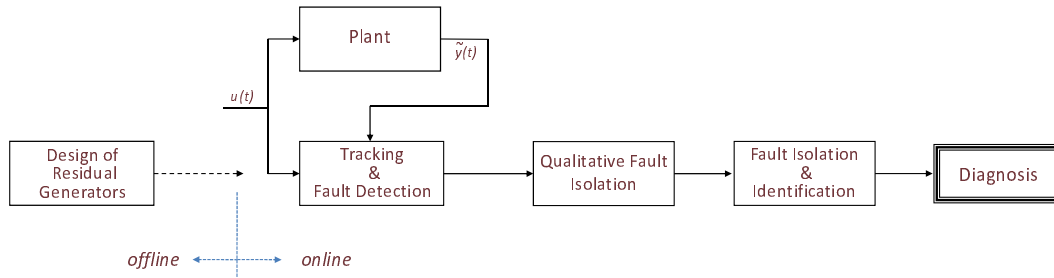 Plant
ỹ(t)
u(t)
Design of
Residual
Generators
Tracking
&
Fault Detection
Qualitative Fault
Isolation
Fault Isolation
&
Identification
Diagnosis
offline
online